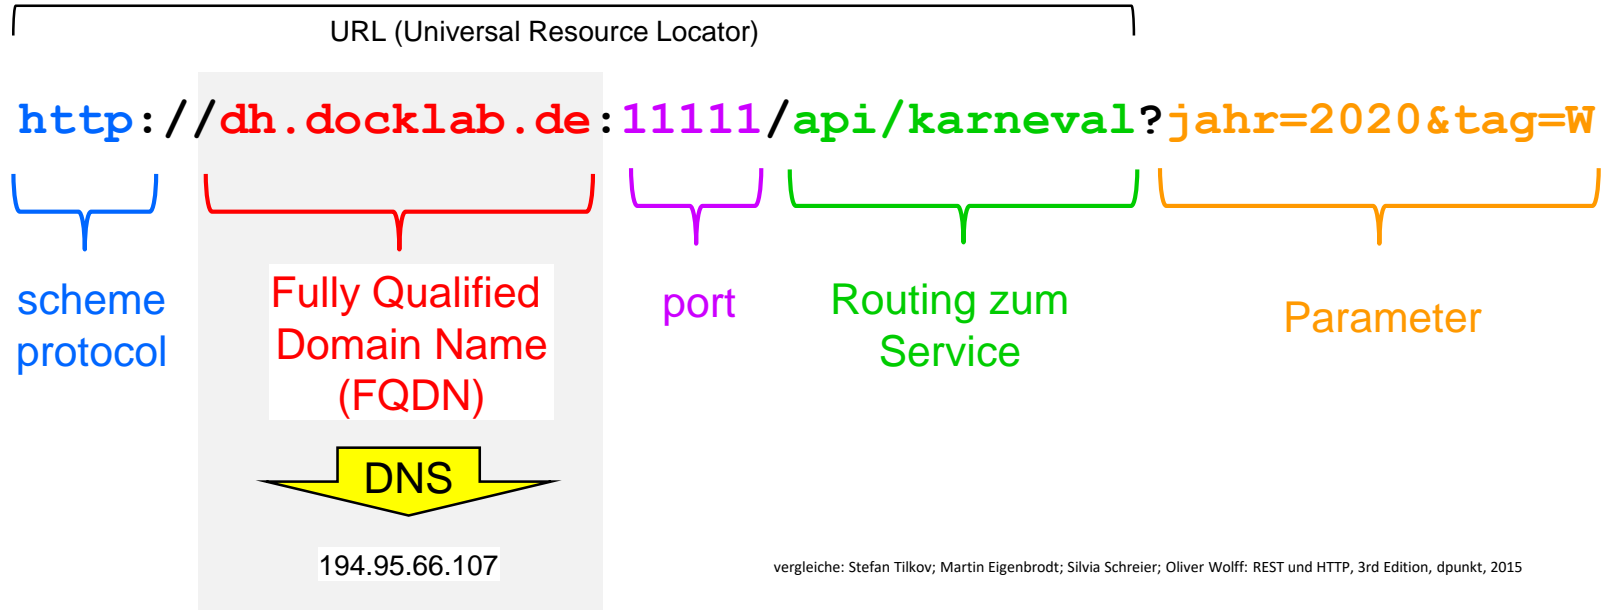 URL (Universal Resource Locator)
http://dh.docklab.de:11111/api/karneval?jahr=2020&tag=W
scheme
protocol
Fully Qualified
Domain Name
(FQDN)
port
Routing zum
Service
Parameter
DNS
194.95.66.107
vergleiche: Stefan Tilkov; Martin Eigenbrodt; Silvia Schreier; Oliver Wolff: REST und HTTP, 3rd Edition, dpunkt, 2015